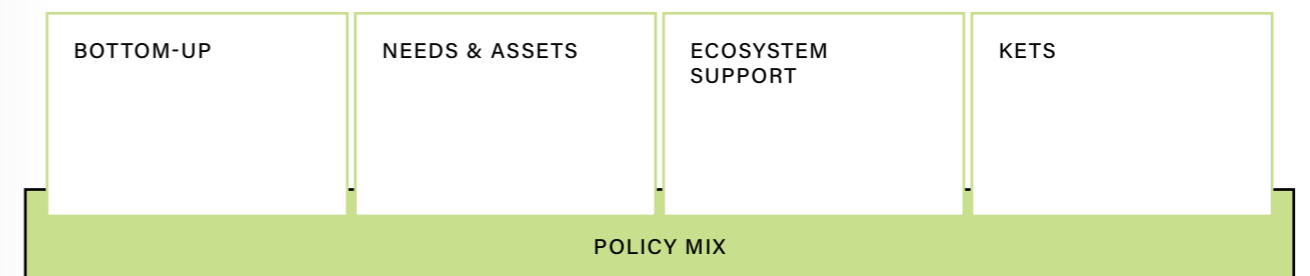 BOTTOM-UP
NEEDS & ASSETS
ECOSYSTEM
SUPPORT
KETS
POLICY MIX